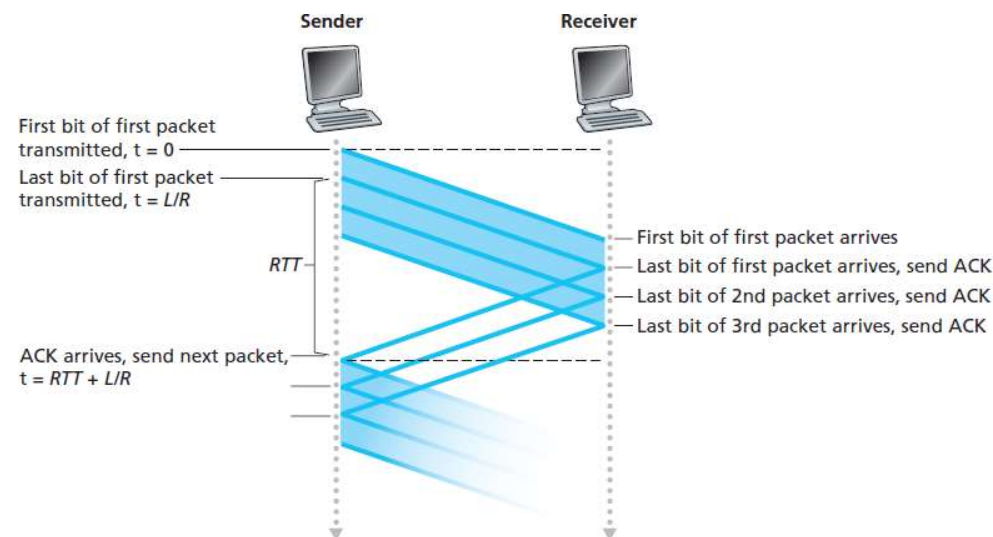 Sender
Receiver
First bit of first packet
transmitted, t = 0
Last bit of first packet
transmitted, t = L/R
RTT
First bit of first packet arrives
Last bit of first packet arrives, send ACK
Last bit of 2nd packet arrives, send ACK
Last bit of 3rd packet arrives, send ACK
ACK arrives, send next packet,
t = RTT + L/R